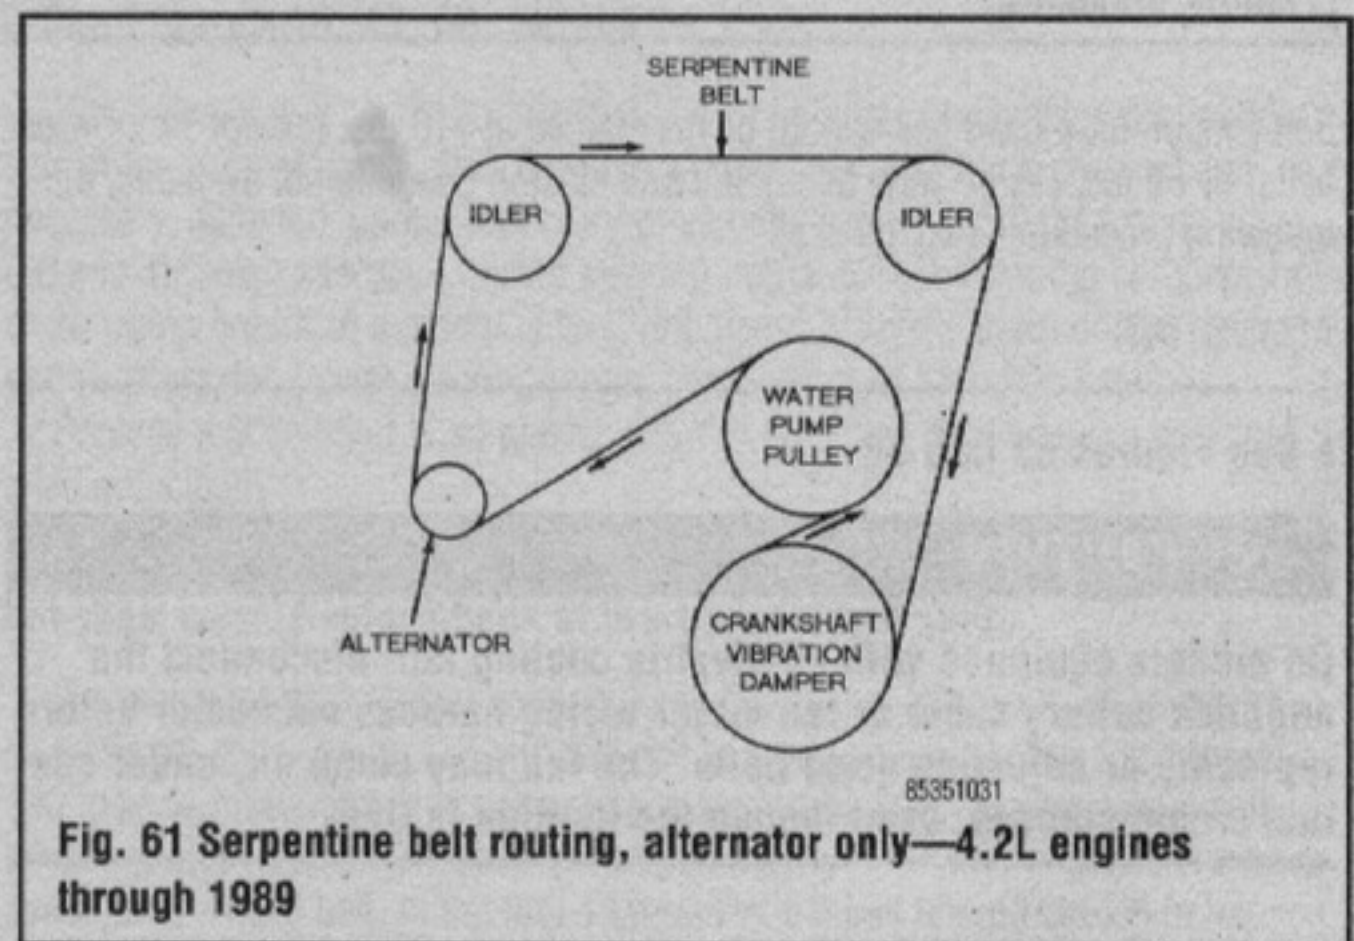 SERPENTINE
BELT
IDLER
IDLER
WATER
PUMP
PULLEY
CRANKSHAFT
VIBRATION
DAMPER
ALTERNATOR
85351031
Fig. 61 Serpentine belt routing, alternator only—4.2L engines
through 1989